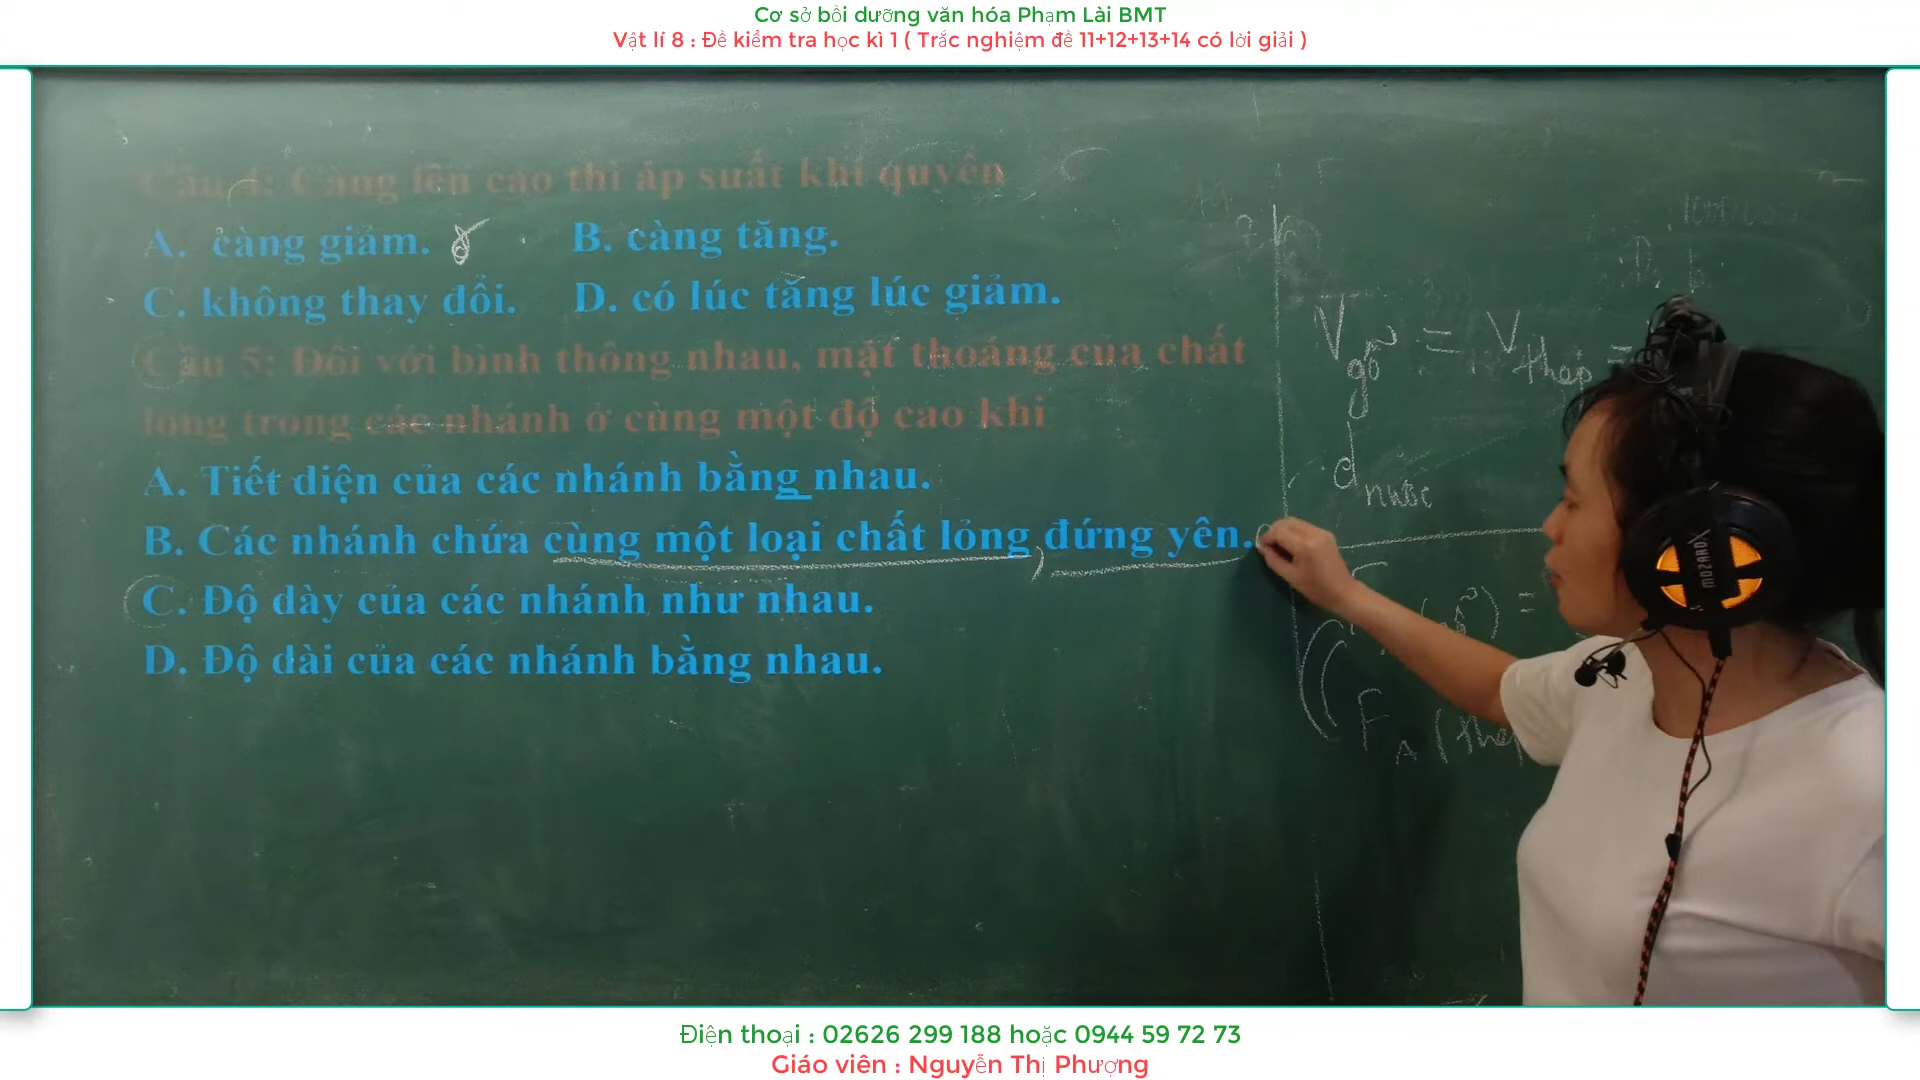 Cơ sở bồi dưỡng văn hóa Phạm Lài BMT
Vật lí 8 : Đề kiểm tra học kì 1 ( Trắc nghiệm đề 11+12+13+14 có lời giải )
Câu 4: Càng lên cao thì áp suất khí quyển
A. càng giảm. B. càng tăng.
C. không thay đổi. D. có lúc tăng lúc giảm.
Câu 5: Đối với bình thông nhau, mặt thoáng của chất
lỏng trong các nhánh ở cùng một độ cao khi
A. Tiết diện của các nhánh bằng nhau.
B. Các nhánh chứa cùng một loại chất lỏng, đứng yên.
C. Độ dày của các nhánh như nhau.
D. Độ dài của các nhánh bằng nhau.
V gỗ = V thép =
d nước
F A (thép
MOZARDX
Điện thoại : 02626 299 188 hoặc 0944 59 72 73
Giáo viên : Nguyễn Thị Phượng